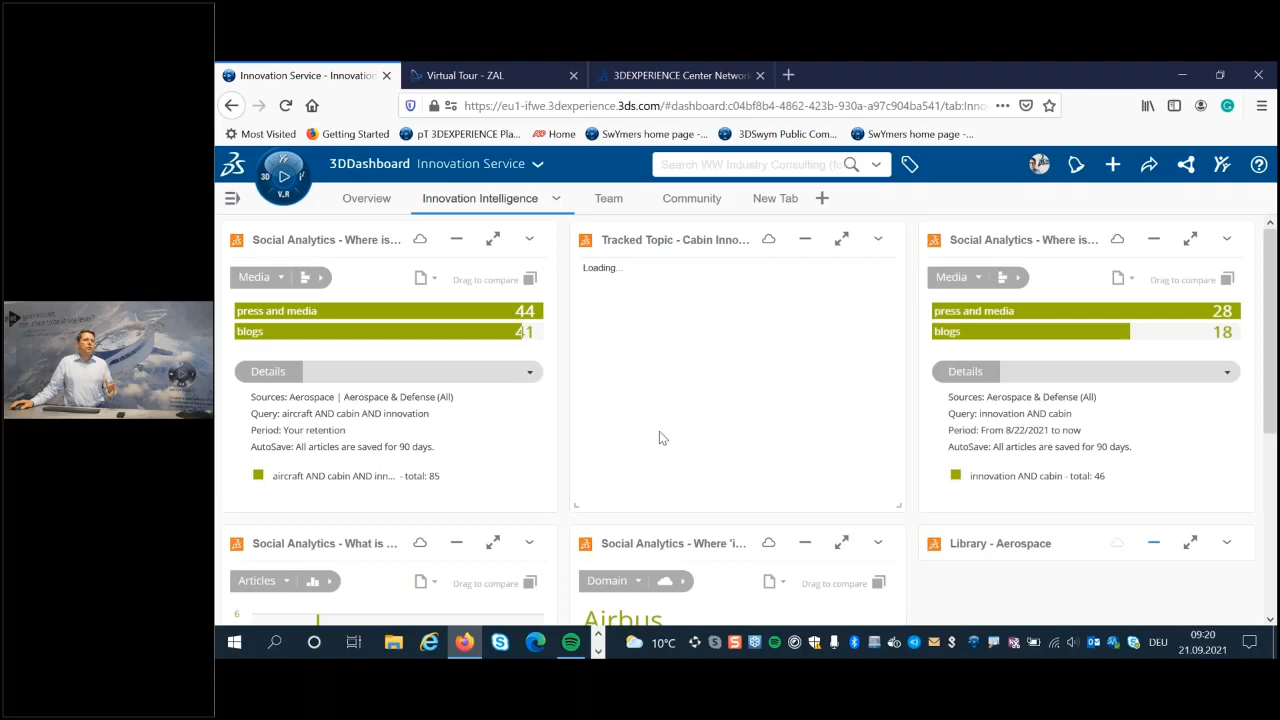 Innovation Service - Innovation
Virtual Tour - ZAL
3DEXPERIENCE Center Networ
https://eu1-ifwe.3dexperience.3ds.com/#dashboard:c04bf8b4-4862-423b-930a-a97c904ba541/tab:Inno
Most Visited
Getting Started
pT 3DEXPERIENCE Pla...
Home
SwYmers home page -...
3DSwym Public Com...
SwYmers home page -...
3D
V.R
3DDashboard Innovation Service
Search WW Industry Consulting (fo
Overview
Innovation Intelligence
Team
Community
New Tab
Social Analytics - Where is...
Media
Drag to compare
press and media 44
blogs 41
Details
Sources: Aerospace | Aerospace & Defense (All)
Query: aircraft AND cabin AND innovation
Period: Your retention
AutoSave: All articles are saved for 90 days.
aircraft AND cabin AND inn... - total: 85
Tracked Topic - Cabin Inno...
Loading...
Social Analytics - Where is...
Media
Drag to compare
press and media 28
blogs 18
Details
Sources: Aerospace & Defense (All)
Query: innovation AND cabin
Period: From 8/22/2021 to now
AutoSave: All articles are saved for 90 days.
innovation AND cabin - total: 46
Social Analytics - What is ...
Articles
Drag to compare
6
Social Analytics - Where 'i...
Domain
Drag to compare
Airbus
Library - Aerospace
10°C
DEU
09:20
21.09.2021